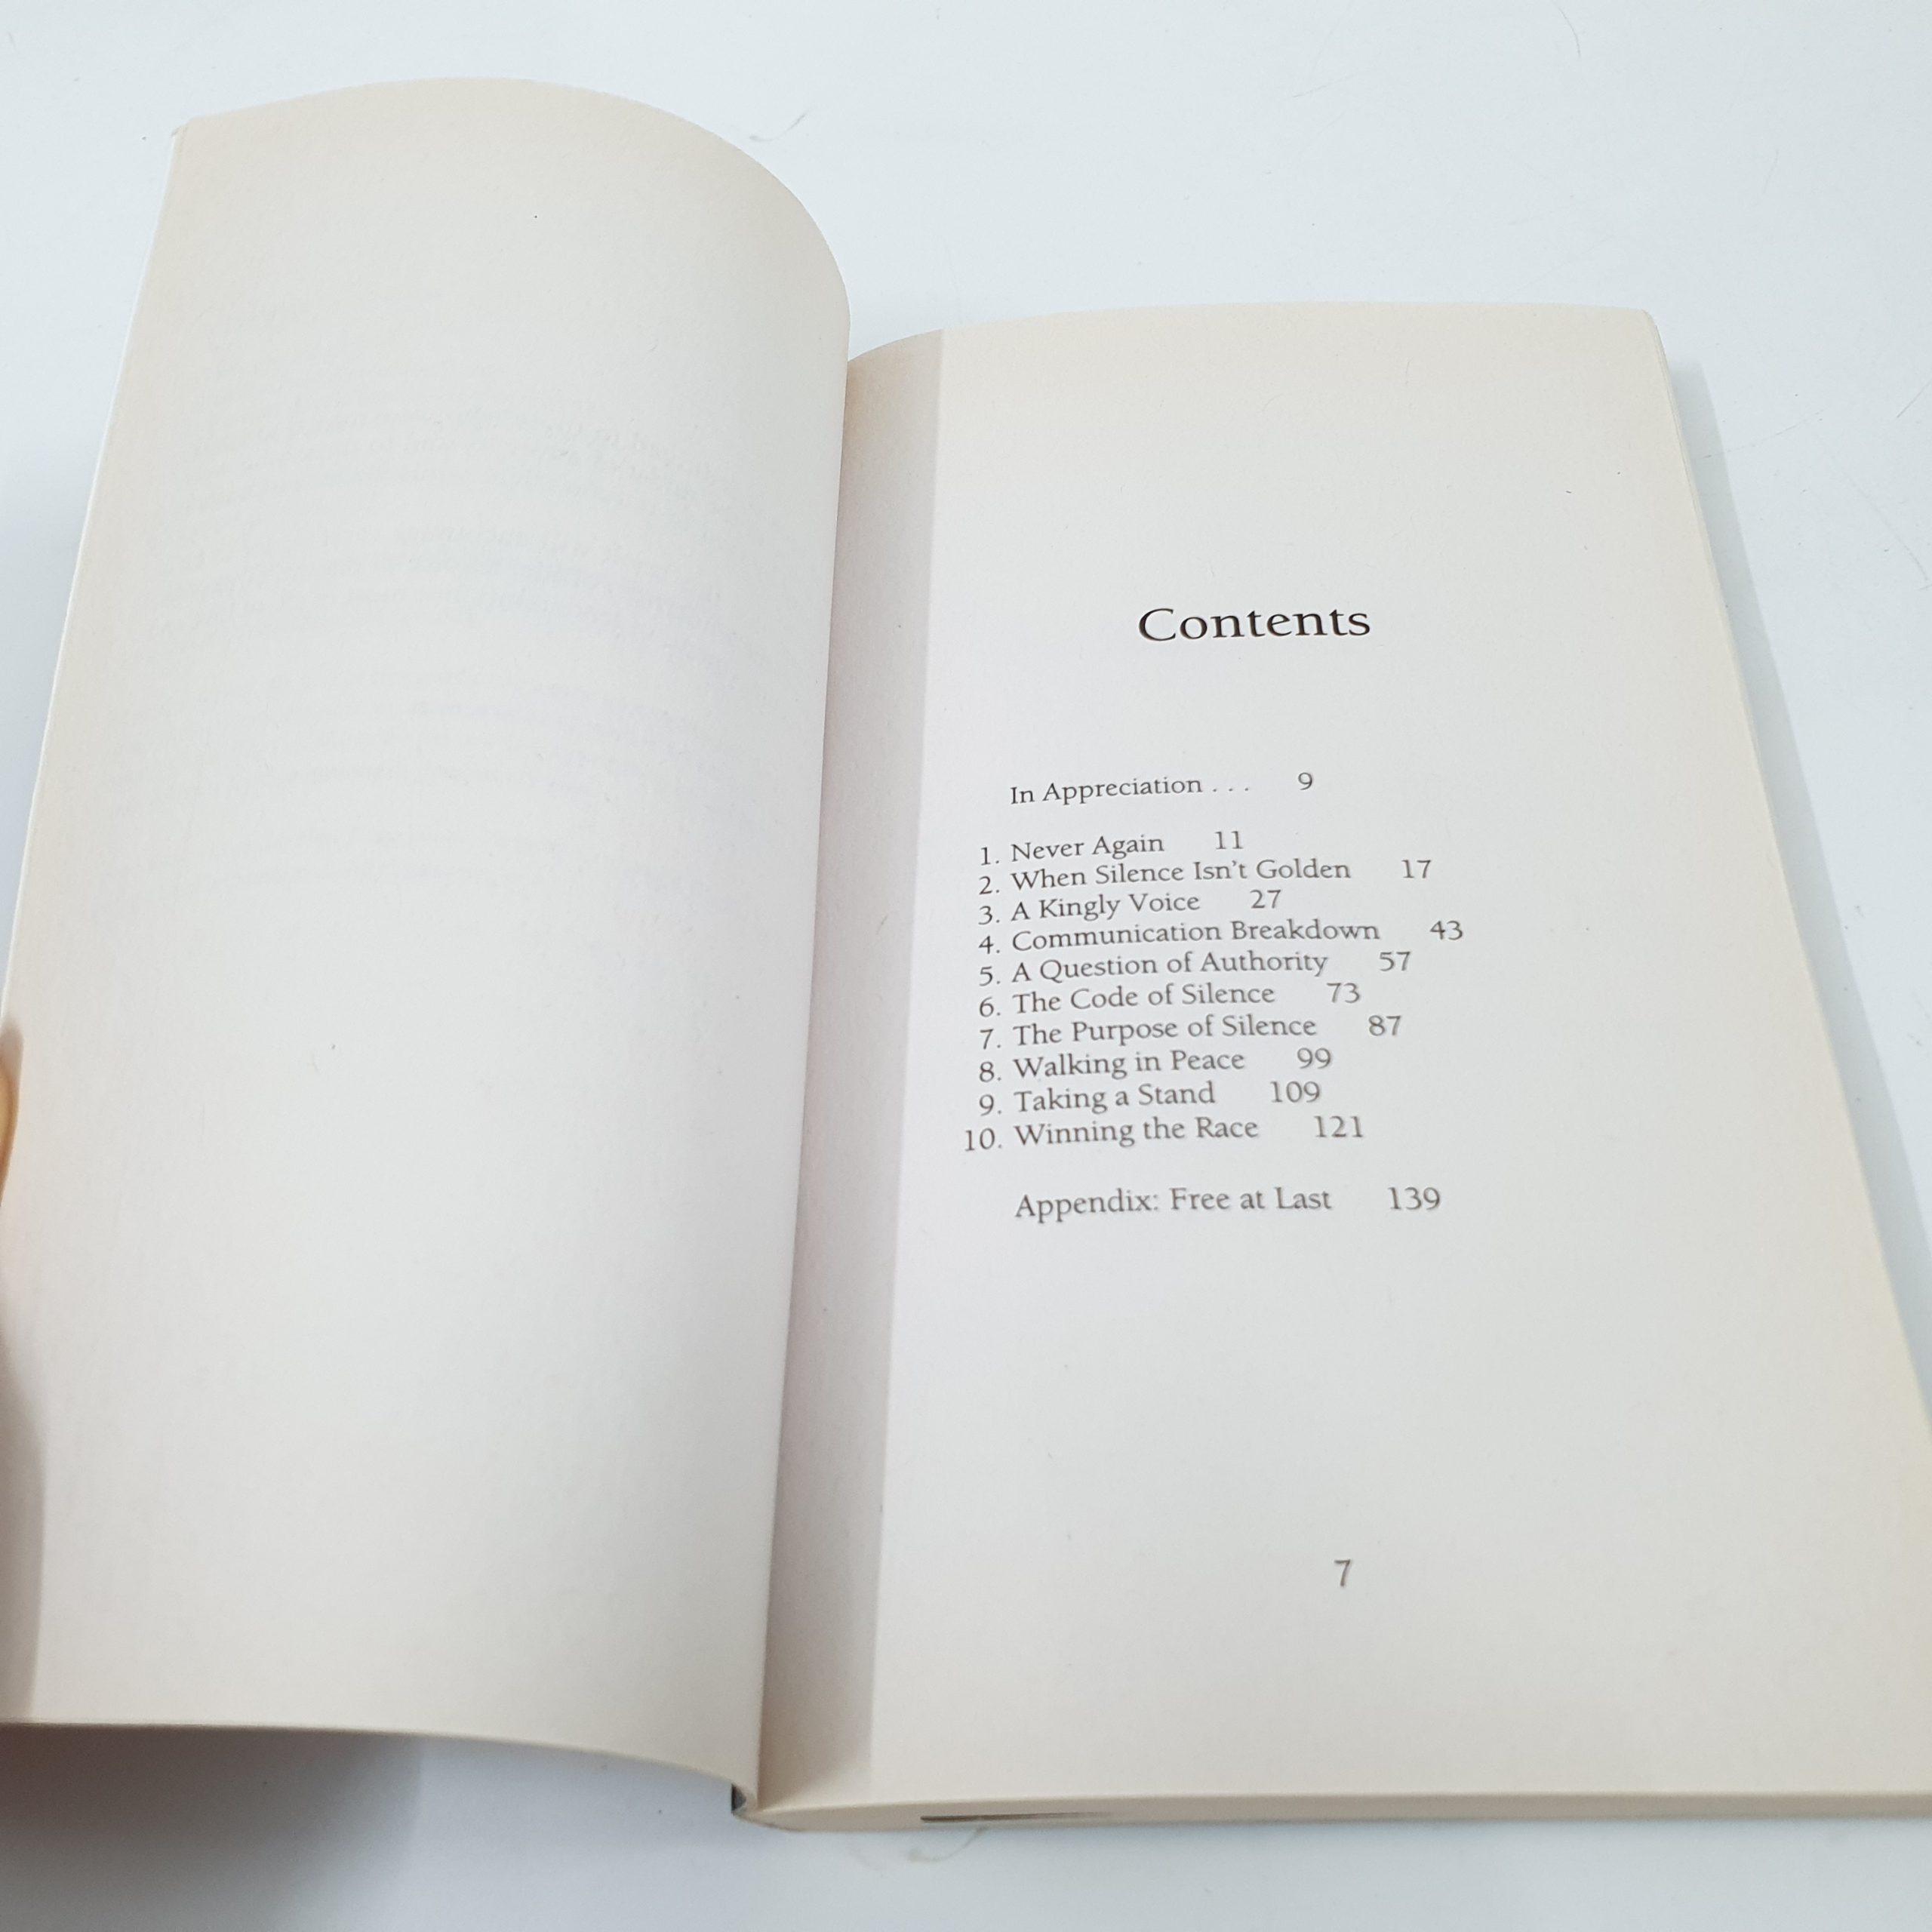 Contents
In Appreciation . . . 9
1. Never Again 11
2. When Silence Isn't Golden 17
3. A Kingly Voice 27
4. Communication Breakdown 43
5. A Question of Authority 57
6. The Code of Silence 73
7. The Purpose of Silence 87
8. Walking in Peace 99
9. Taking a Stand 109
10. Winning the Race 121
Appendix: Free at Last 139
7